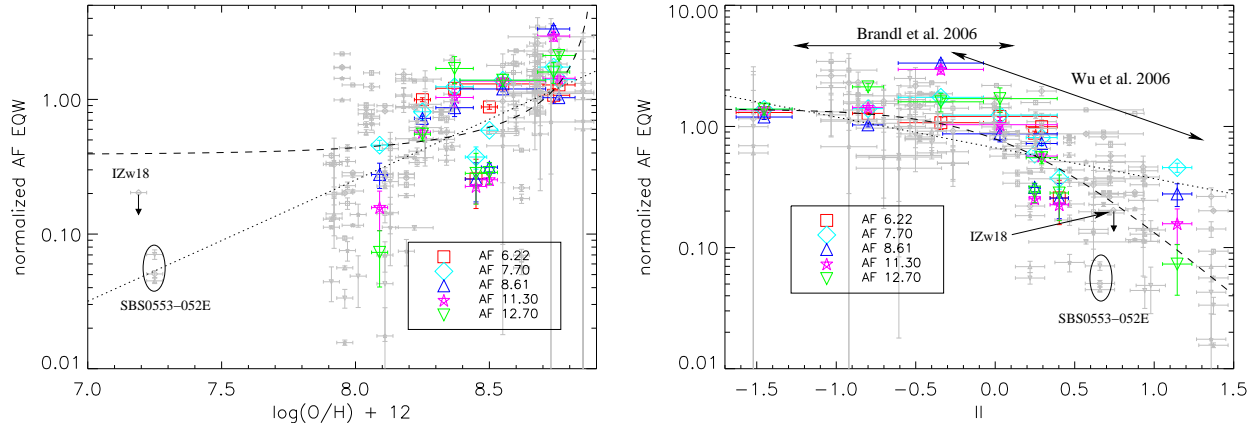 normalized AF EQW
1.00
0.10
0.01
IZw18
SBS0553−052E
AF 6.22
AF 7.70
AF 8.61
AF 11.30
AF 12.70
7.0
7.5
8.0
8.5
log(O/H) + 12
normalized AF EQW
10.00
1.00
0.10
0.01
Brandl et al. 2006
Wu et al. 2006
AF 6.22
AF 7.70
AF 8.61
AF 11.30
AF 12.70
IZw18
SBS0553−052E
−1.5
−1.0
−0.5
0.0
0.5
1.0
1.5
II